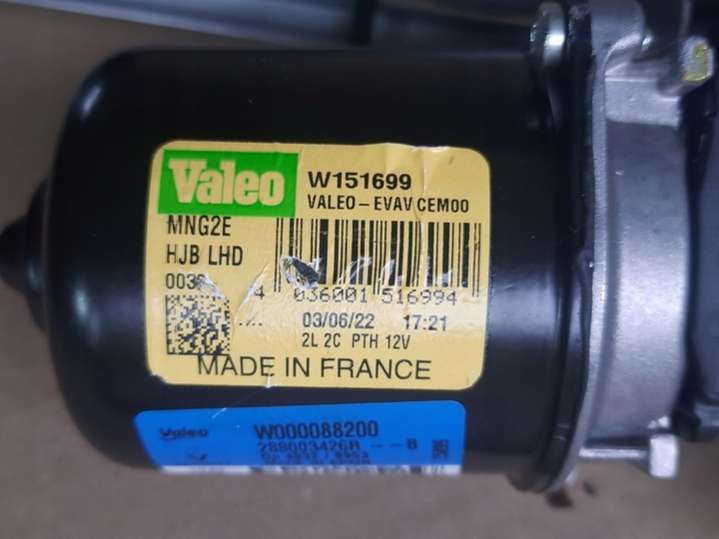 Valeo
W151699
VALEO-EVAV CEM00
MNG2E
HJB LHD
4 036001 516994
03/06/22 17:21
2L 2C PTH 12V
MADE IN FRANCE
Valeo
W000088200
288003426R --B